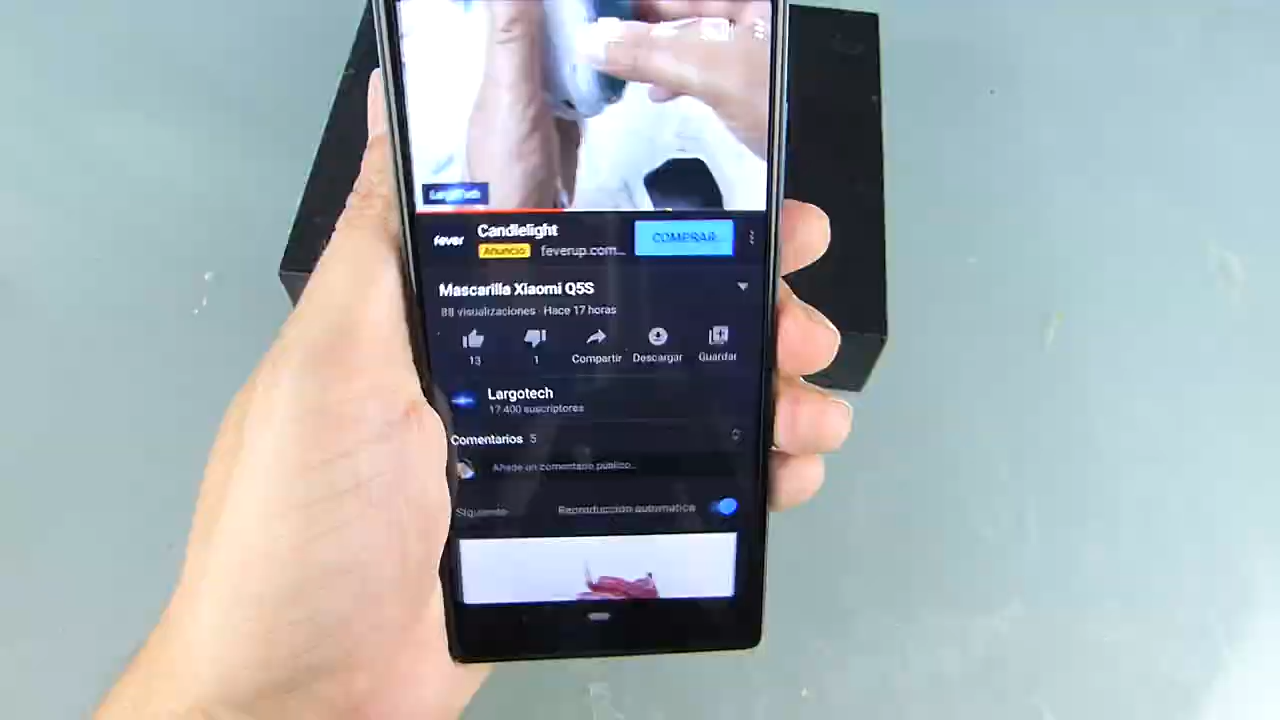 LargoTech
fever
Candlelight
Anuncio feverup.com...
COMPRAR
Mascarilla Xiaomi Q5S
88 visualizaciones · Hace 17 horas
13 1 Compartir Descargar Guardar
Largotech
17.400 suscriptores
Comentarios 5
Añade un comentario público...
Siguiente Reproducción automática